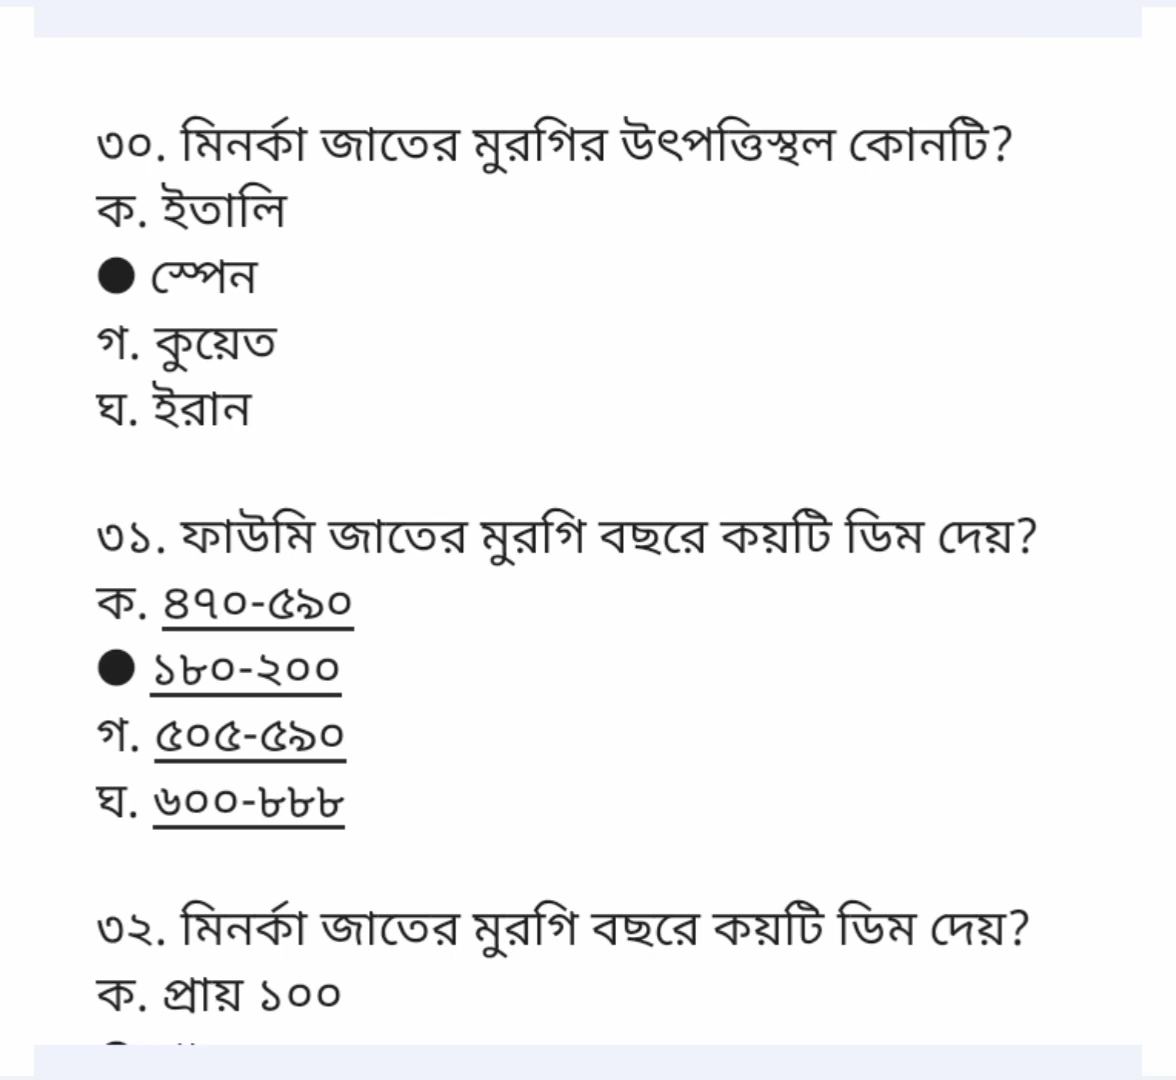 ৩০. মিনর্কা জাতের মুরগির উৎপত্তিস্থল কোনটি?
ক. ইতালি
● স্পেন
গ. কুয়েত
ঘ. ইরান
৩১. ফাউমি জাতের মুরগি বছরে কয়টি ডিম দেয়?
ক. ৪৭০-৫৯০
● ১৮০-২০০
গ. ৫০৫-৫৯০
ঘ. ৬০০-৮৮৮
৩২. মিনর্কা জাতের মুরগি বছরে কয়টি ডিম দেয়?
ক. প্রায় ১০০